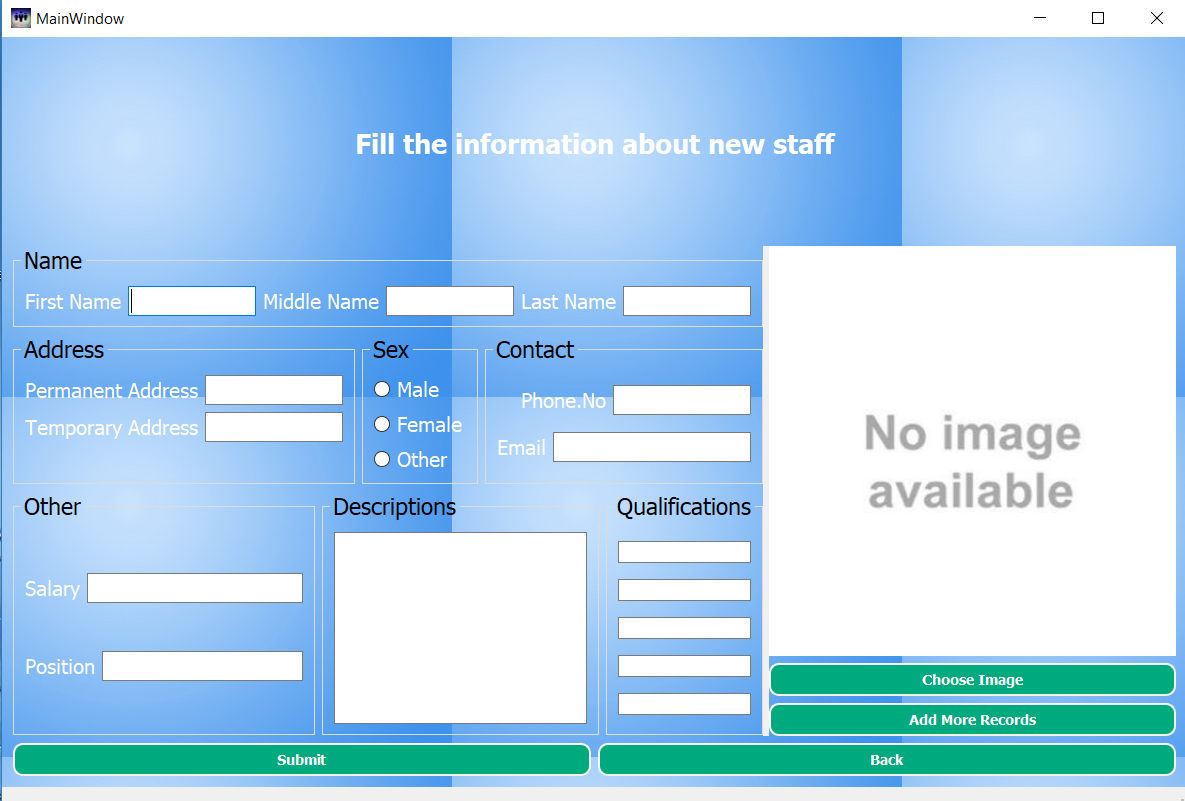 MainWindow
Fill the information about new staff
Name
First Name Middle Name Last Name
Address
Permanent Address
Temporary Address
Sex
Male
Female
Other
Contact
Phone.No
Email
Other
Salary
Position
Descriptions
Qualifications
No image
available
Choose Image
Add More Records
Submit
Back